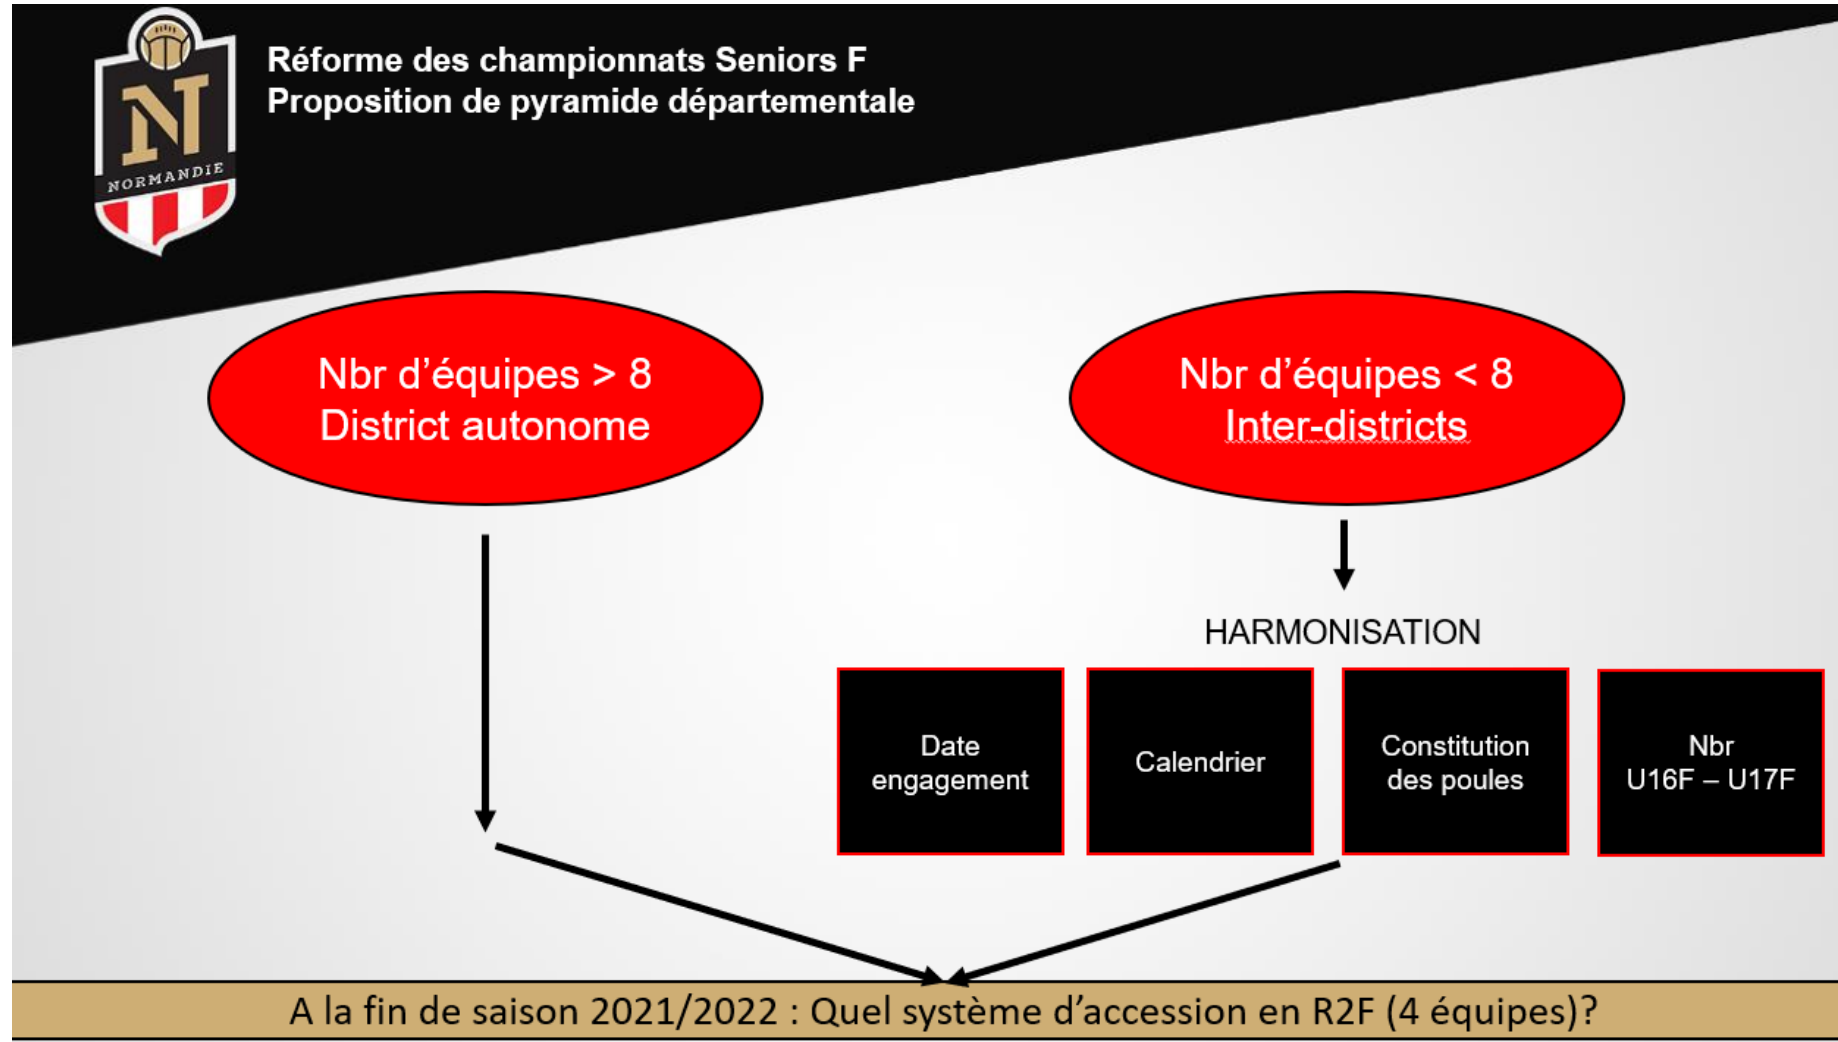 Réforme des championnats Seniors F
Proposition de pyramide départementale
N
NORMANDIE
Nbr d'équipes > 8
District autonome
Nbr d'équipes < 8
Inter-districts
HARMONISATION
Date
engagement
Calendrier
Constitution
des poules
Nbr
U16F – U17F
A la fin de saison 2021/2022 : Quel système d'accession en R2F (4 équipes)?